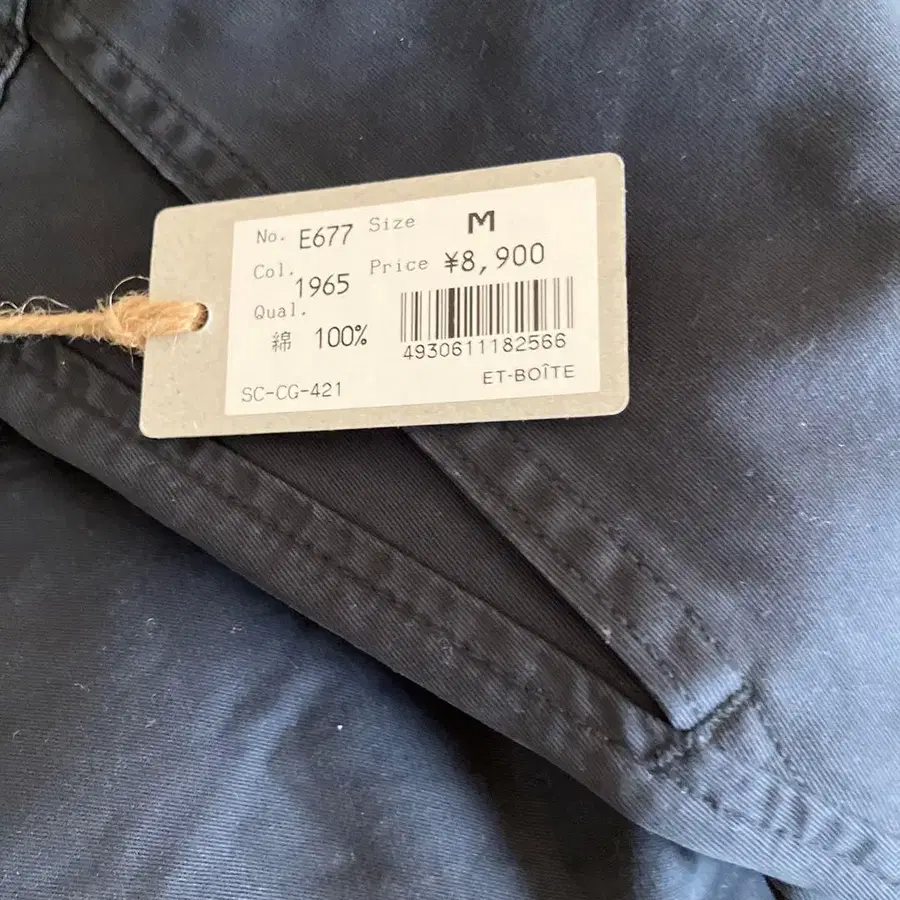 No. E677 Size M
Col. 1965 Price ¥8,900
Qual.
綿 100%
4930611182566
SC-CG-421 ET-BOÎTE